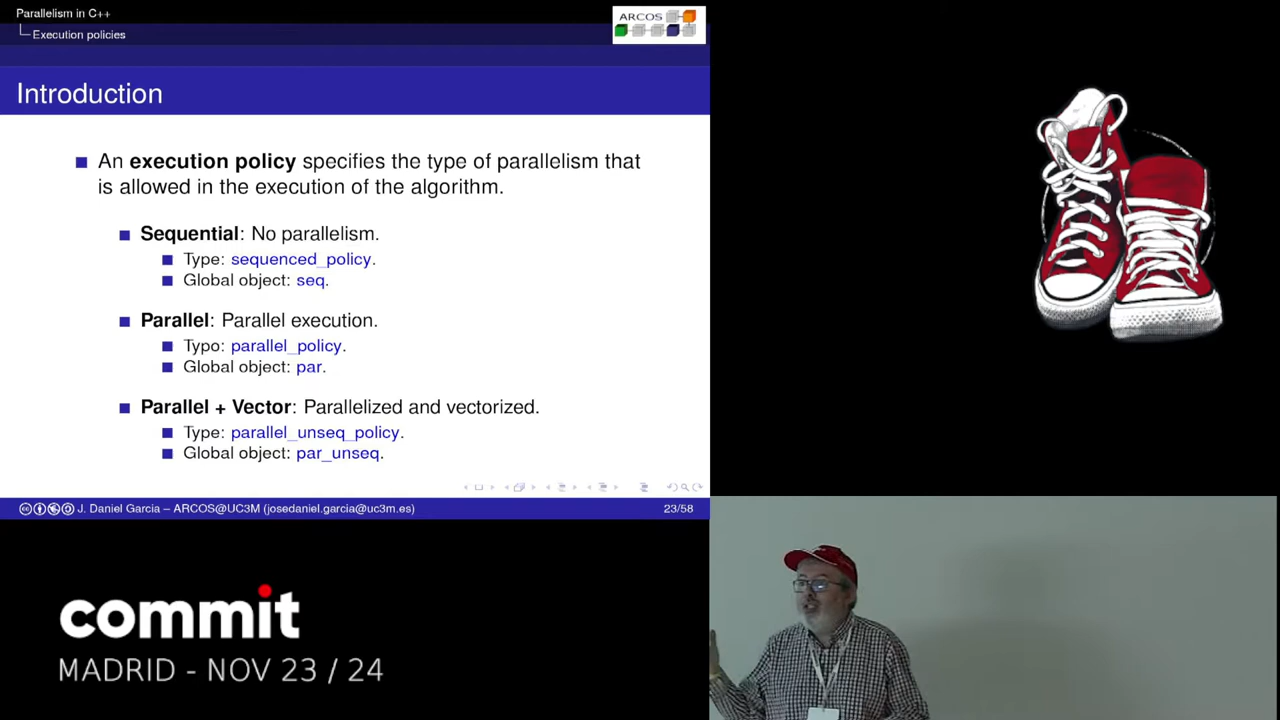 Parallelism in C++
Execution policies
ARCOS
Introduction
An execution policy specifies the type of parallelism that
is allowed in the execution of the algorithm.
Sequential: No parallelism.
Type: sequenced_policy.
Global object: seq.
Parallel: Parallel execution.
Typo: parallel_policy.
Global object: par.
Parallel + Vector: Parallelized and vectorized.
Type: parallel_unseq_policy.
Global object: par_unseq.
cc J. Daniel Garcia – ARCOS@UC3M (josedaniel.garcia@uc3m.es)
23/58
commit
MADRID - NOV 23 / 24